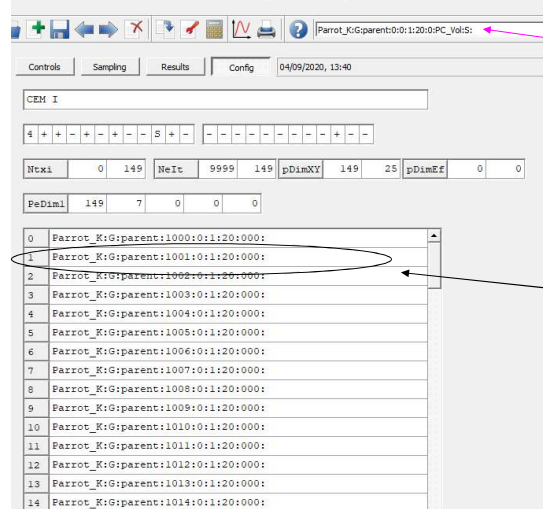 Parrot_K:G:parent:0:0:1:20:0:PC_Vol:S:
Controls Sampling Results Config 04/09/2020, 13:40
CEM I
4 + + - + - + - - S + - - - - - - - - - + - -
Ntxi 0 149 NeIt 9999 149 pDimXY 149 25 pDimEf 0 0
PeDim1 149 7 0 0 0
0 Parrot_K:G:parent:1000:0:1:20:000:
1 Parrot_K:G:parent:1001:0:1:20:000:
2 Parrot_K:G:parent:1002:0:1:20:000:
3 Parrot_K:G:parent:1003:0:1:20:000:
4 Parrot_K:G:parent:1004:0:1:20:000:
5 Parrot_K:G:parent:1005:0:1:20:000:
6 Parrot_K:G:parent:1006:0:1:20:000:
7 Parrot_K:G:parent:1007:0:1:20:000:
8 Parrot_K:G:parent:1008:0:1:20:000:
9 Parrot_K:G:parent:1009:0:1:20:000:
10 Parrot_K:G:parent:1010:0:1:20:000:
11 Parrot_K:G:parent:1011:0:1:20:000:
12 Parrot_K:G:parent:1012:0:1:20:000:
13 Parrot_K:G:parent:1013:0:1:20:000:
14 Parrot_K:G:parent:1014:0:1:20:000: